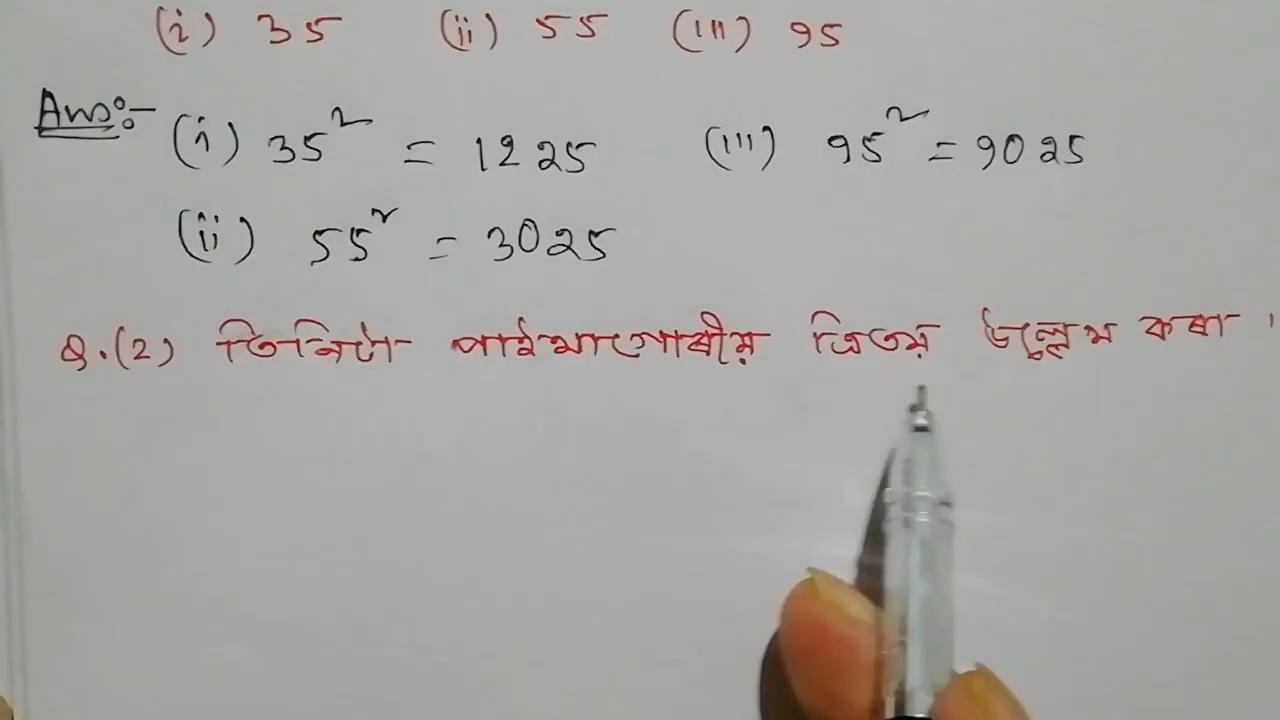 (i) 35 (ii) 55 (iii) 95
Ans:- (i) 35² = 1225 (iii) 95² = 9025
(ii) 55² = 3025
Q.(2) তিনিটা পাইথাগোৰীয় ত্ৰিতয় উল্লেখ কৰা ।